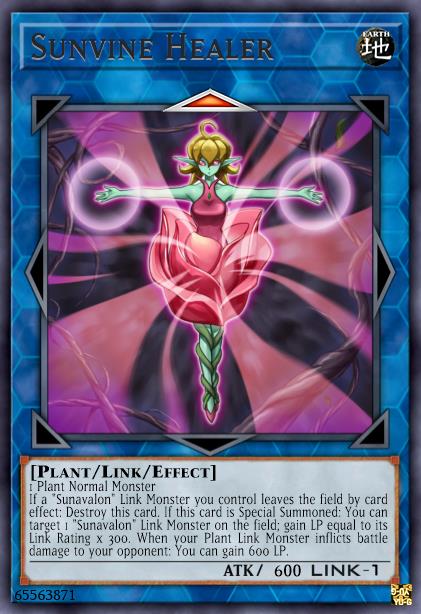 Sunvine Healer
EARTH
地
[Plant/Link/Effect]
1 Plant Normal Monster
If a "Sunavalon" Link Monster you control leaves the field by card
effect: Destroy this card. If this card is Special Summoned: You can
target 1 "Sunavalon" Link Monster on the field; gain LP equal to its
Link Rating x 300. When your Plant Link Monster inflicts battle
damage to your opponent: You can gain 600 LP.
ATK/ 600 LINK-1
65563871